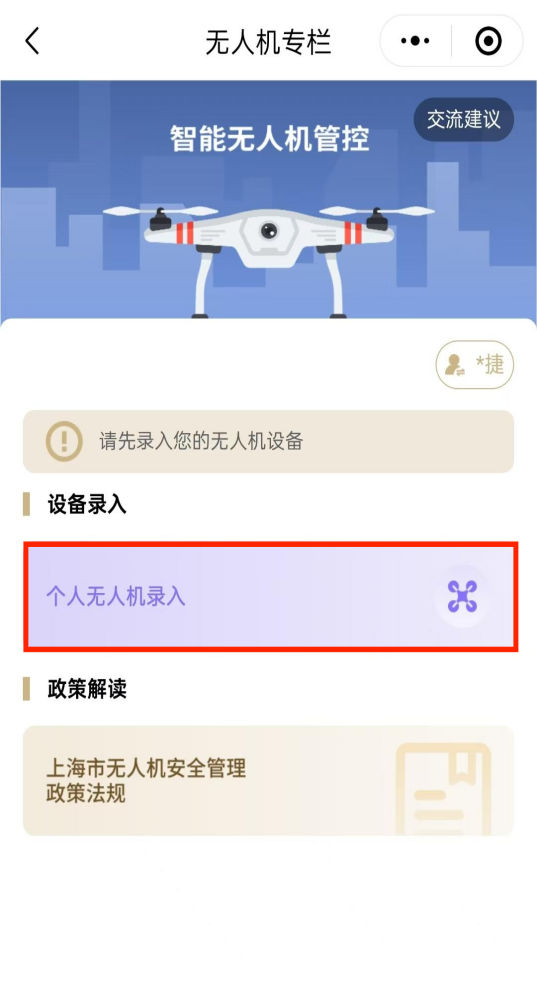 无人机专栏
智能无人机管控
交流建议
*捷
请先录入您的无人机设备
设备录入
个人无人机录入
政策解读
上海市无人机安全管理
政策法规